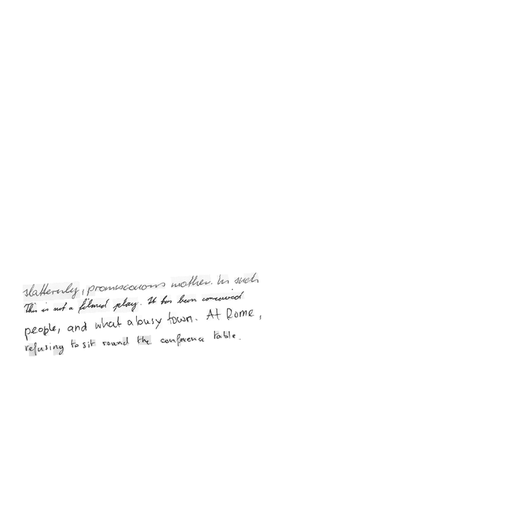 slatternly, promiscuous mother. In such
This is not a filmed play. It has been conceived
people, and what a busy town. At Rome,
refusing to sit round the conference table.